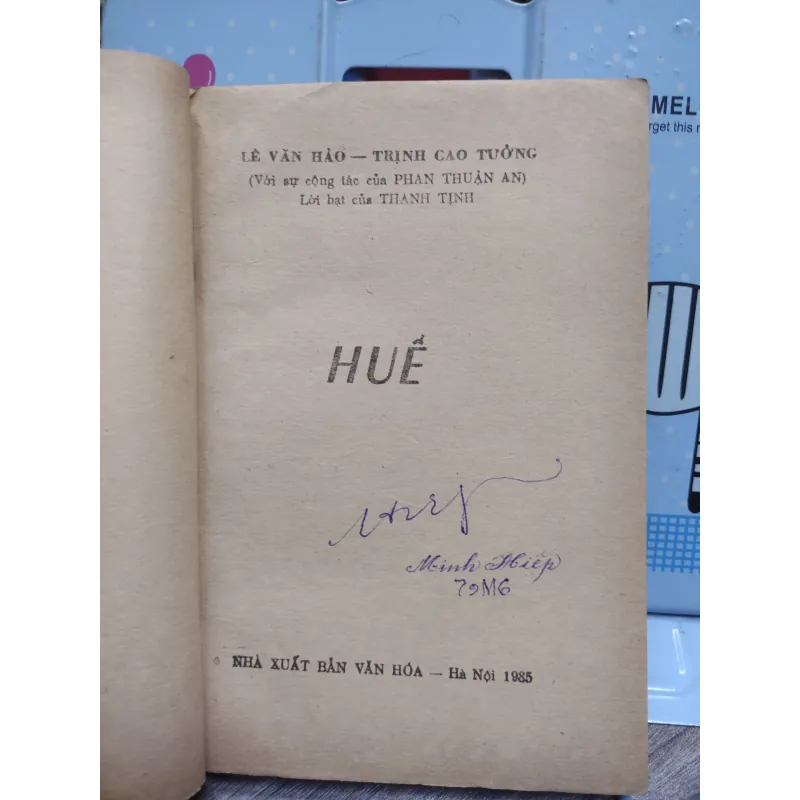 LÊ VĂN HẢO — TRỊNH CAO TƯỞNG
(Với sự cộng tác của PHAN THUẬN AN)
Lời bạt của THANH TỊNH
HUẾ
Minh Hiếp
79M6
NHÀ XUẤT BẢN VĂN HÓA — Hà Nội 1985
MEL
rget this